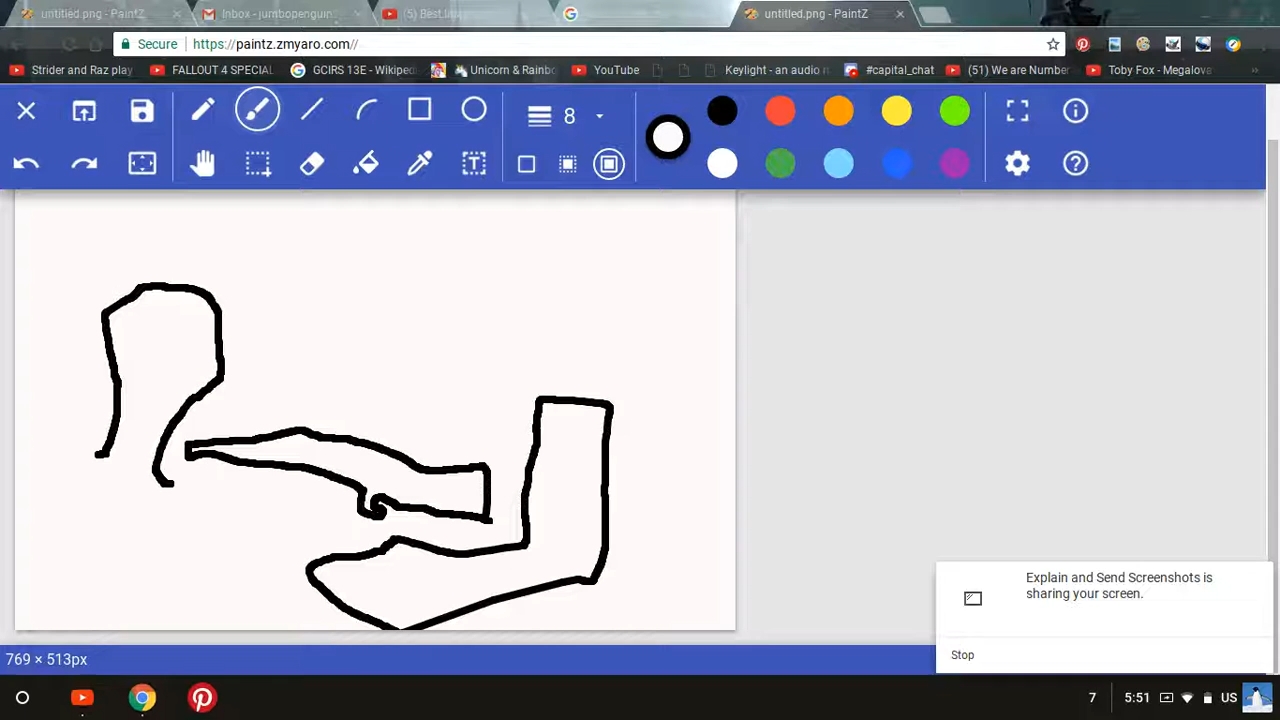 untitled.png - PaintZ
Inbox - jumbopenguin
(5) Best
untitled.png - PaintZ
Secure https://paintz.zmyaro.com//
Strider and Raz play
FALLOUT 4 SPECIAL
GCIRS 13E - Wikiped
Unicorn & Rainbo
YouTube
Keylight - an audio n
#capital_chat
(51) We are Number
Toby Fox - Megalova
8
Explain and Send Screenshots is
sharing your screen.
Stop
769 × 513px
7
5:51
US